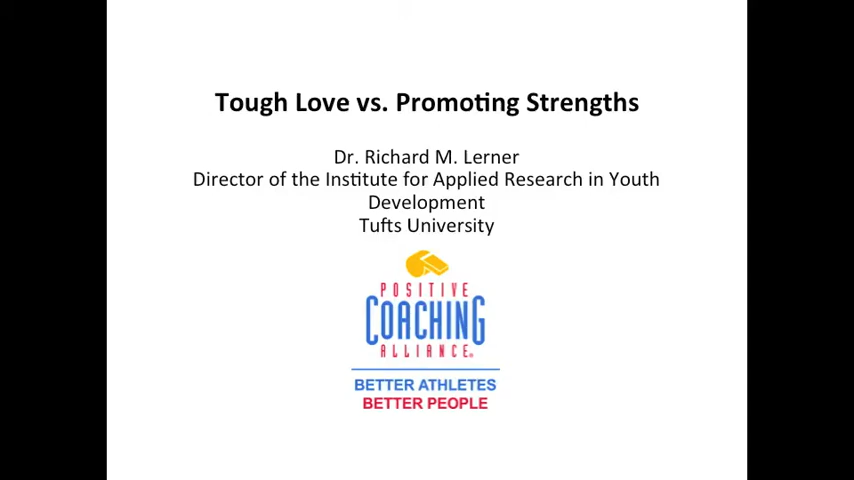 Tough Love vs. Promoting Strengths
Dr. Richard M. Lerner
Director of the Institute for Applied Research in Youth
Development
Tufts University
POSITIVE
COACHING
ALLIANCE®
BETTER ATHLETES
BETTER PEOPLE